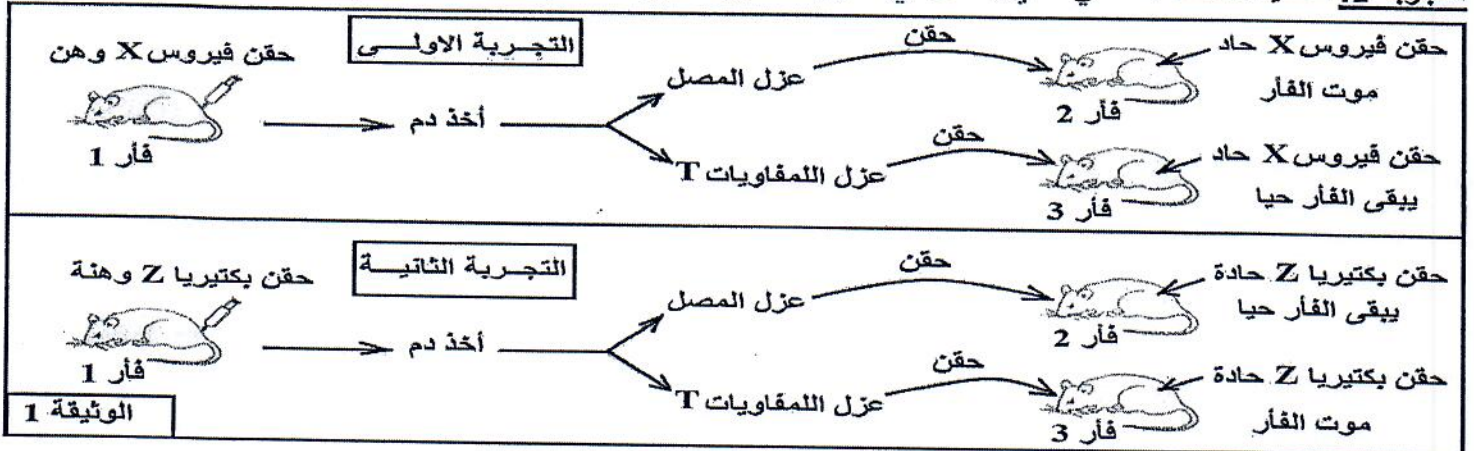 التجربة الاولى
حقن فيروس X وهن
فأر 1
أخذ دم
عزل المصل
حقن
فأر 2
حقن فيروس X حاد
موت الفأر
عزل اللمفاويات T
حقن
فأر 3
حقن فيروس X حاد
يبقى الفأر حيا
التجربة الثانية
حقن بكتيريا Z وهنة
فأر 1
أخذ دم
عزل المصل
حقن
فأر 2
حقن بكتيريا Z حادة
يبقى الفأر حيا
عزل اللمفاويات T
حقن
فأر 3
حقن بكتيريا Z حادة
موت الفأر
الوثيقة 1